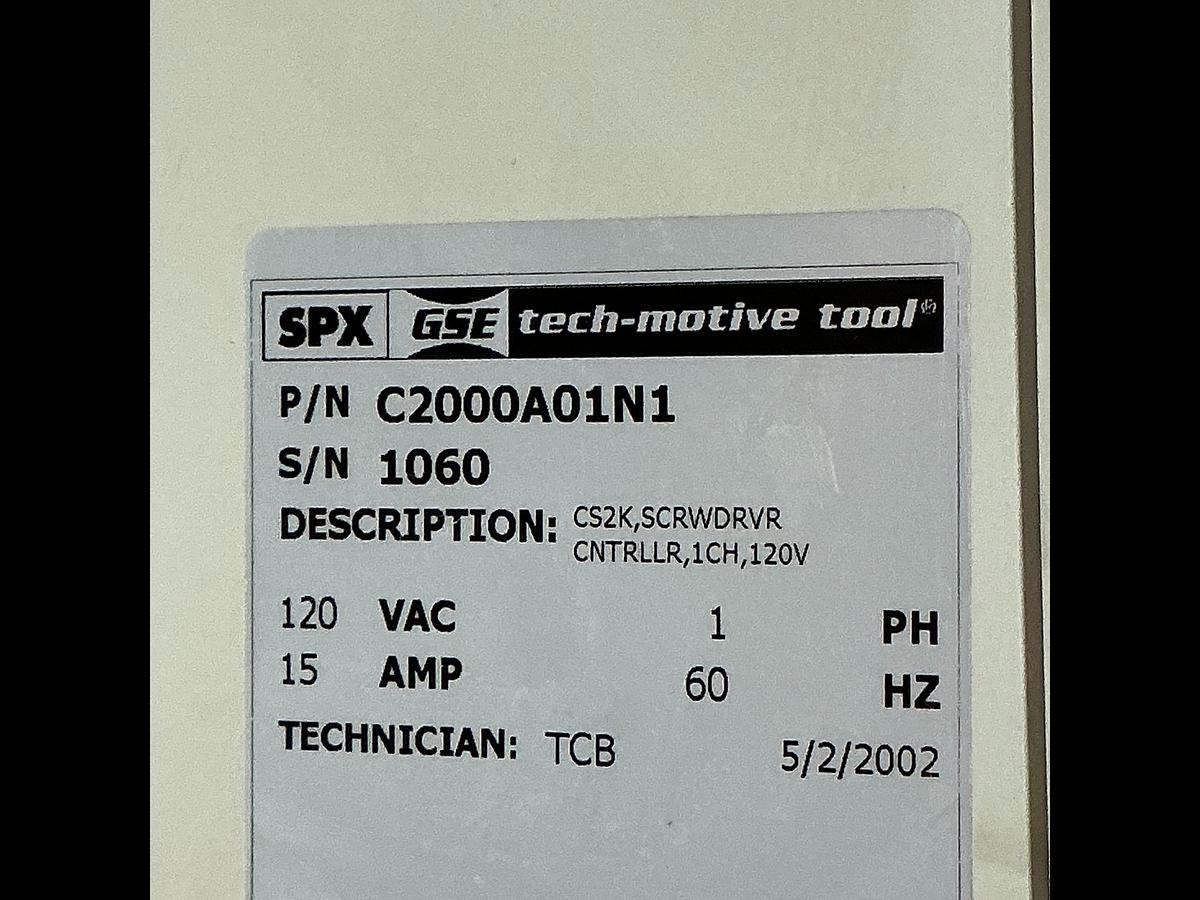 SPX GSE tech-motive tool
P/N C2000A01N1
S/N 1060
DESCRIPTION: CS2K,SCRWDRVR
CNTRLLR,1CH,120V
120 VAC 1 PH
15 AMP 60 HZ
TECHNICIAN: TCB 5/2/2002